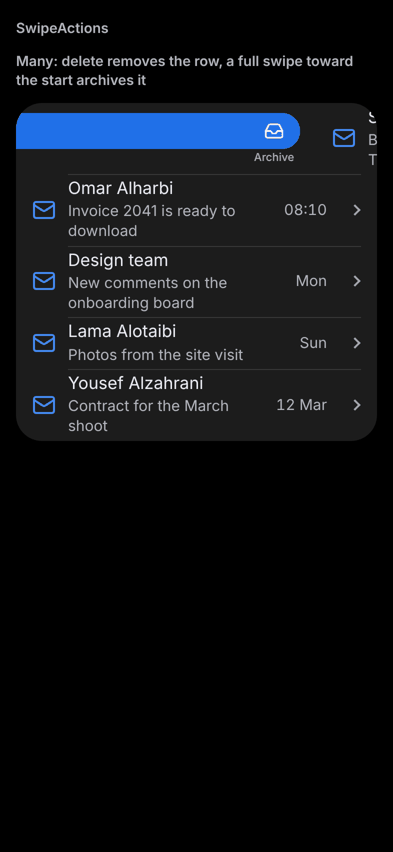 SwipeActions
Many: delete removes the row, a full swipe toward
the start archives it
Archive
Omar Alharbi
Invoice 2041 is ready to
download
08:10
Design team
New comments on the
onboarding board
Mon
Lama Alotaibi
Photos from the site visit
Sun
Yousef Alzahrani
Contract for the March
shoot
12 Mar